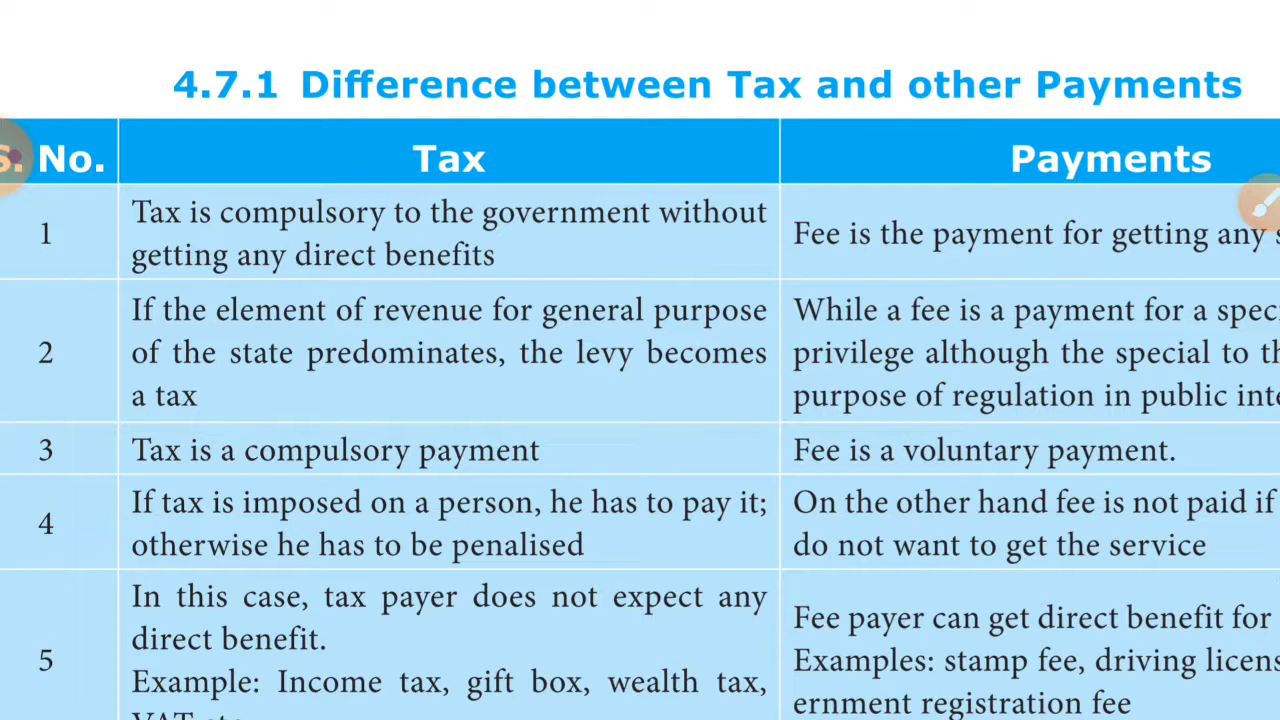 4.7.1 Difference between Tax and other Payments
S. No.
Tax
Payments
1
Tax is compulsory to the government without
getting any direct benefits
Fee is the payment for getting any
2
If the element of revenue for general purpose
of the state predominates, the levy becomes
a tax
While a fee is a payment for a
privilege although the special to
purpose of regulation in public
3
Tax is a compulsory payment
Fee is a voluntary payment.
4
If tax is imposed on a person, he has to pay it;
otherwise he has to be penalised
On the other hand fee is not paid if
do not want to get the service
5
In this case, tax payer does not expect any
direct benefit.
Example: Income tax, gift box, wealth tax,
VAT etc
Fee payer can get direct benefit for
Examples: stamp fee, driving
ernment registration fee